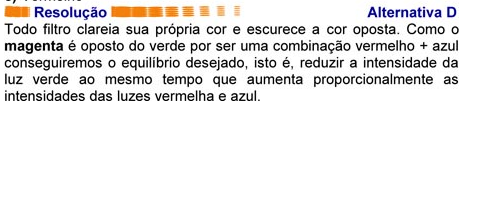 Resolução Alternativa D
Todo filtro clareia sua própria cor e escurece a cor oposta. Como o
magenta é oposto do verde por ser uma combinação vermelho + azul
conseguiremos o equilíbrio desejado, isto é, reduzir a intensidade da
luz verde ao mesmo tempo que aumenta proporcionalmente as
intensidades das luzes vermelha e azul.